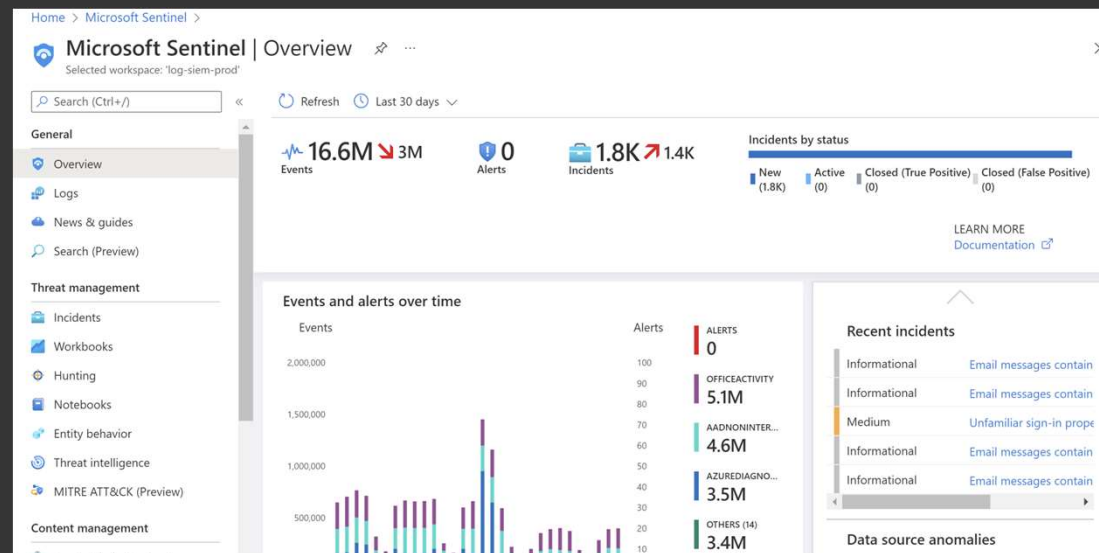 Home > Microsoft Sentinel >
Microsoft Sentinel | Overview ...
Selected workspace: 'log-siem-prod'
Search (Ctrl+/) «
Refresh Last 30 days
General
Overview
Logs
News & guides
Search (Preview)
Threat management
Incidents
Workbooks
Hunting
Notebooks
Entity behavior
Threat intelligence
MITRE ATT&CK (Preview)
Content management
16.6M 3M
Events
0
Alerts
1.8K 1.4K
Incidents
Incidents by status
New (1.8K)
Active (0)
Closed (True Positive) (0)
Closed (False Positive) (0)
LEARN MORE
Documentation
Events and alerts over time
Events
2,000,000
1,500,000
1,000,000
500,000
Alerts
100
90
80
70
60
50
40
30
20
10
ALERTS
0
OFFICEACTIVITY
5.1M
AADNONINTER...
4.6M
AZUREDIAGNO...
3.5M
OTHERS (14)
3.4M
Recent incidents
Informational Email messages contain
Informational Email messages contain
Medium Unfamiliar sign-in prope
Informational Email messages contain
Informational Email messages contain
Data source anomalies